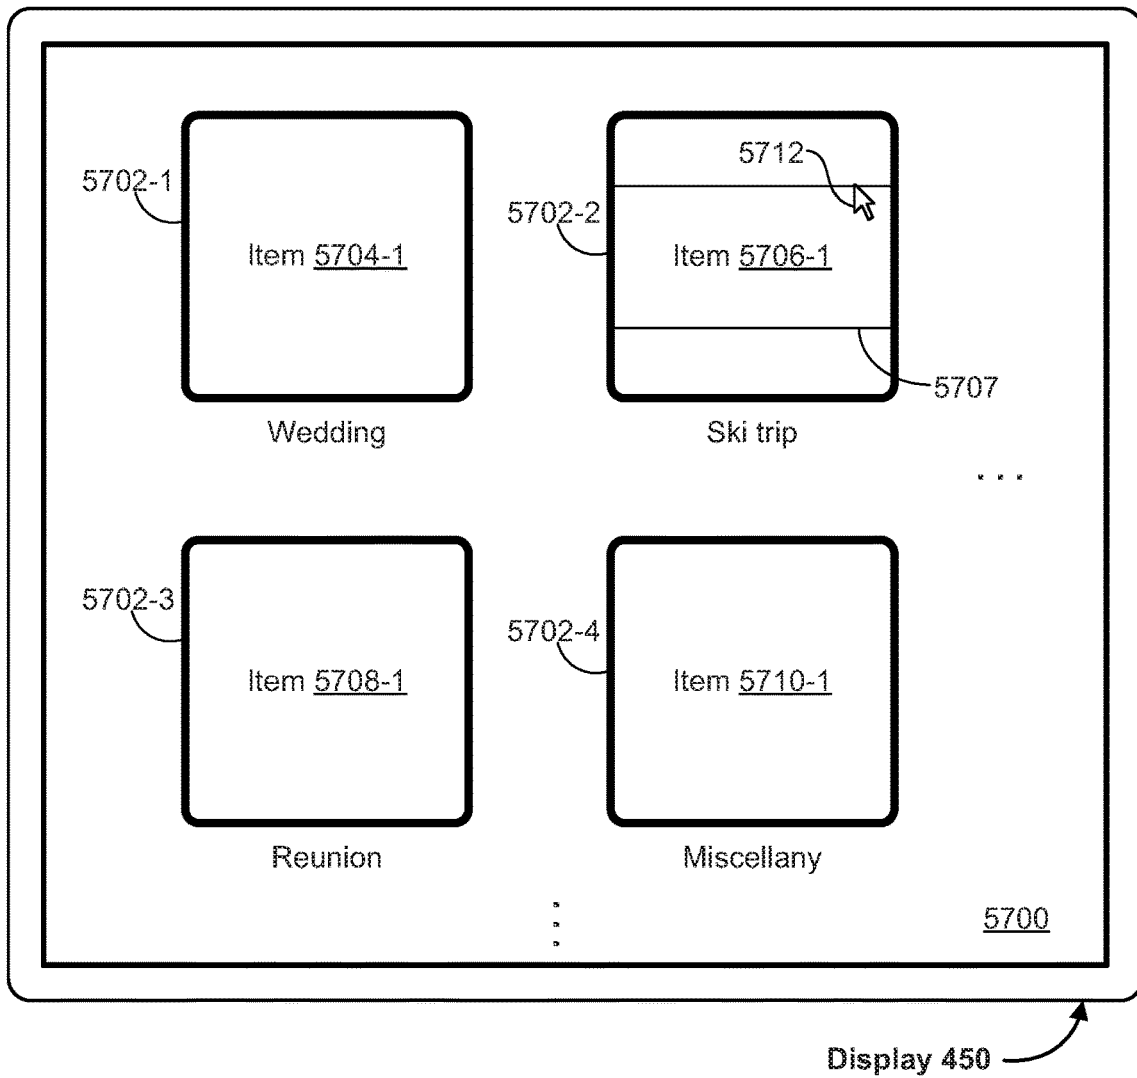 5712
5702-1
5702-2
Item 5704-1
Item 5706-1
5707
Wedding
Ski trip
. . .
5702-3
5702-4
Item 5708-1
Item 5710-1
Reunion
Miscellany
5700
Display 450